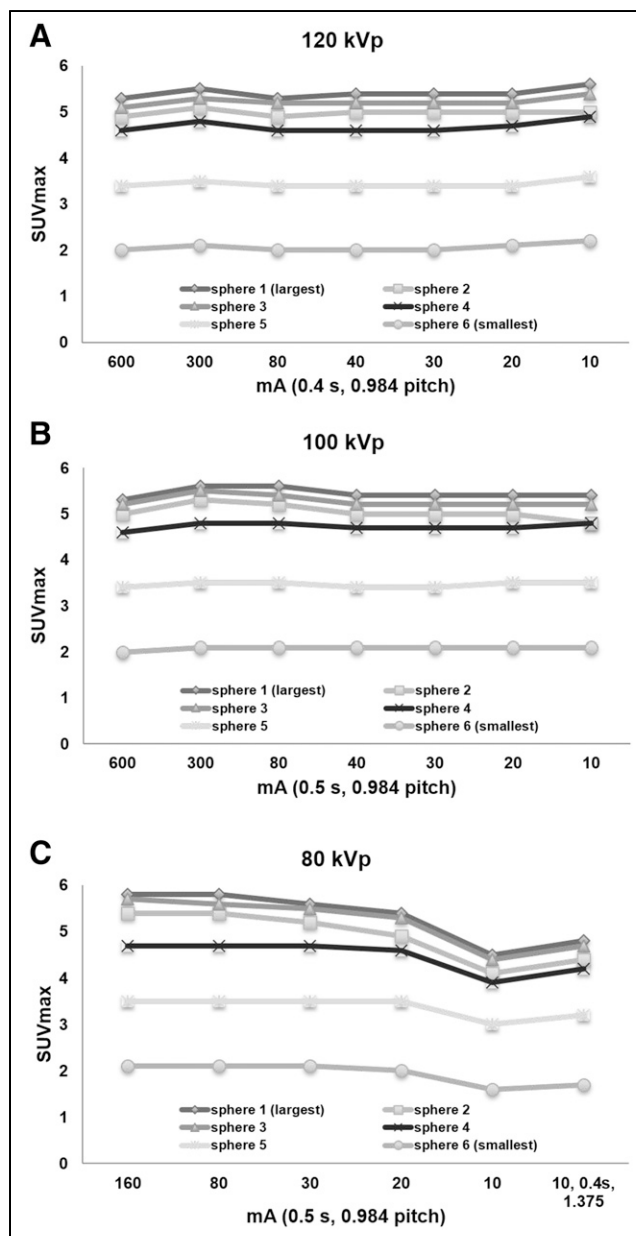 A
120 kVp
6
5
4
3
2
1
0
SUVmax
sphere 1 (largest) sphere 2
sphere 3 sphere 4
sphere 5 sphere 6 (smallest)
600 300 80 40 30 20 10
mA (0.4 s, 0.984 pitch)
B
100 kVp
6
5
4
3
2
1
0
SUVmax
sphere 1 (largest) sphere 2
sphere 3 sphere 4
sphere 5 sphere 6 (smallest)
600 300 80 40 30 20 10
mA (0.5 s, 0.984 pitch)
C
80 kVp
6
5
4
3
2
1
0
SUVmax
sphere 1 (largest) sphere 2
sphere 3 sphere 4
sphere 5 sphere 6 (smallest)
160 80 30 20 10 10, 0.4s,
1.375
mA (0.5 s, 0.984 pitch)